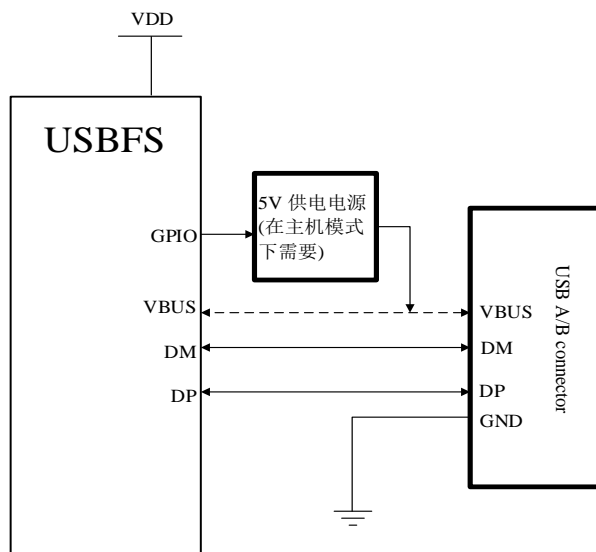 VDD
USBFS
5V 供电电源
(在主机模式
下需要)
GPIO
VBUS
DM
DP
VBUS
DM
DP
GND
USB A/B connector